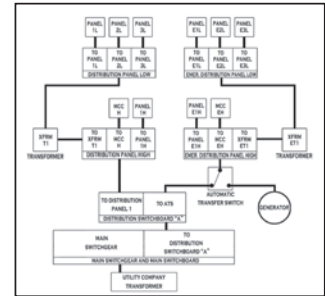 PANEL 1L
PANEL 2L
PANEL 3L
PANEL E1L
PANEL E2L
PANEL E3L
TO PANEL 1L
TO PANEL 2L
TO PANEL 3L
TO PANEL E1L
TO PANEL E2L
TO PANEL E3L
DISTRIBUTION PANEL LOW
EMER. DISTRIBUTION PANEL LOW
MCC H
PANEL 1H
PANEL E1H
MCC EH
XFRM T1
TRANSFORMER
TO XFRM T1
TO MCC H
TO PANEL 1H
TO PANEL E1H
TO MCC EH
TO XFRM ET1
XFRM ET1
TRANSFORMER
DISTRIBUTION PANEL HIGH
EMER. DISTRIBUTION PANEL HIGH
AUTOMATIC TRANSFER SWITCH
GENERATOR
TO DISTRIBUTION PANEL 1
TO ATS
DISTRIBUTION SWITCHBOARD "A"
MAIN SWITCHGEAR
TO DISTRIBUTION SWITCHBOARD "A"
MAIN SWITCHGEAR AND MAIN SWITCHBOARD
UTILITY COMPANY TRANSFORMER